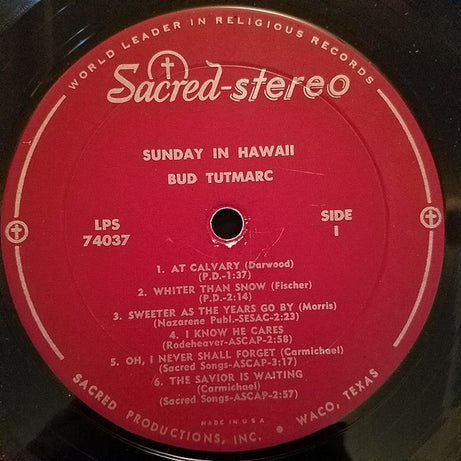 WORLD LEADER IN RELIGIOUS RECORDS
Sacred-stereo
SUNDAY IN HAWAII
BUD TUTMARC
LPS
74037
SIDE
I
1. AT CALVARY (Darwood)
(P.D.-1:37)
2. WHITER THAN SNOW (Fischer)
(P.D.-2:14)
3. SWEETER AS THE YEARS GO BY (Morris)
(Nazarene Publ.-SESAC-2:23)
4. I KNOW HE CARES
(Rodeheaver-ASCAP-2:58)
5. OH, I NEVER SHALL FORGET (Carmichael)
(Sacred Songs-ASCAP-3:17)
6. THE SAVIOR IS WAITING
(Carmichael)
(Sacred Songs-ASCAP-2:57)
MADE IN U.S.A.
SACRED PRODUCTIONS, INC. • WACO, TEXAS